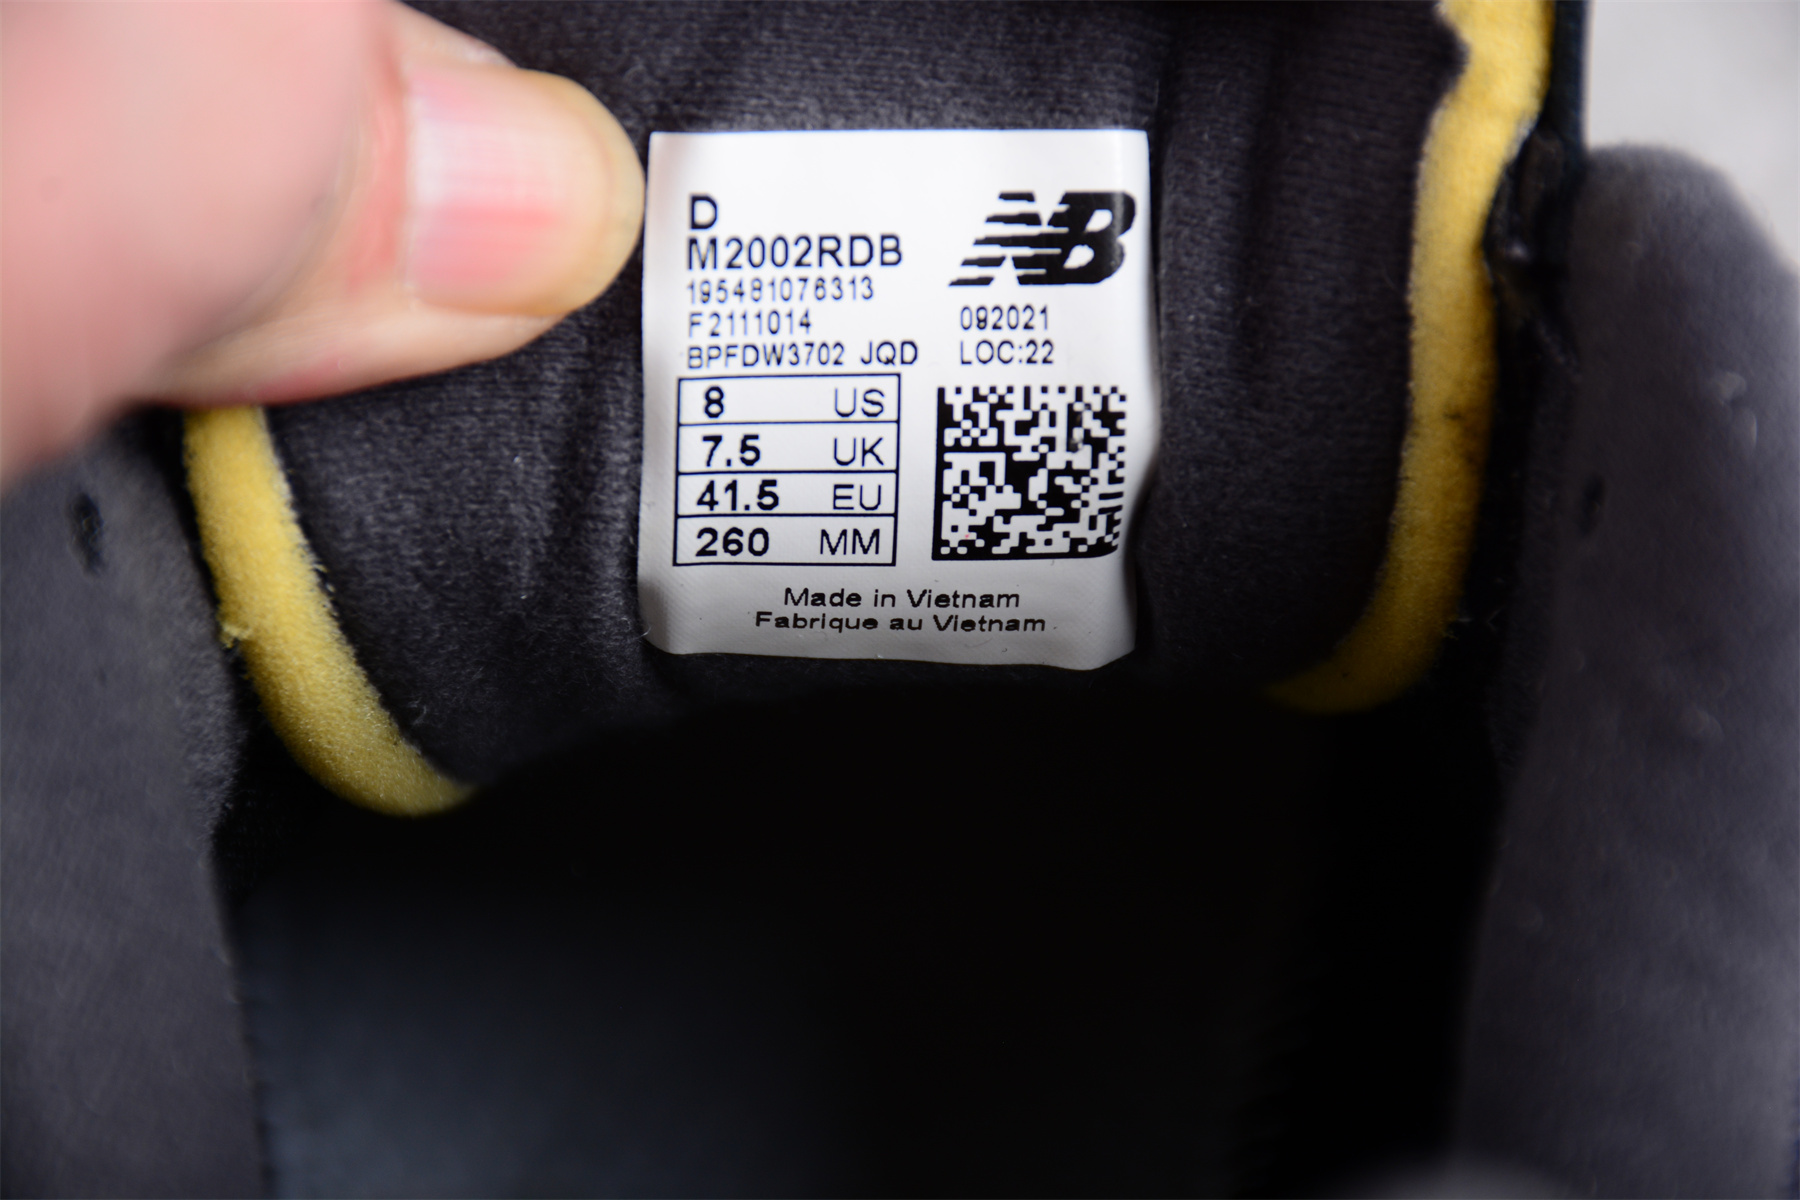 D
M2002RDB
NB
195481076313
F2111014
092021
BPFDW3702 JQD
LOC:22
8 US
7.5 UK
41.5 EU
260 MM
Made in Vietnam
Fabrique au Vietnam